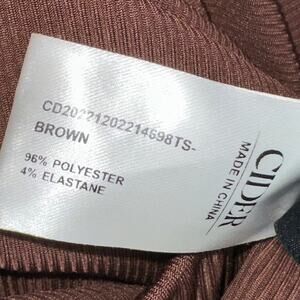 CD20221202214698TS-
BROWN
96% POLYESTER
4% ELASTANE
CIDER
MADE IN CHINA